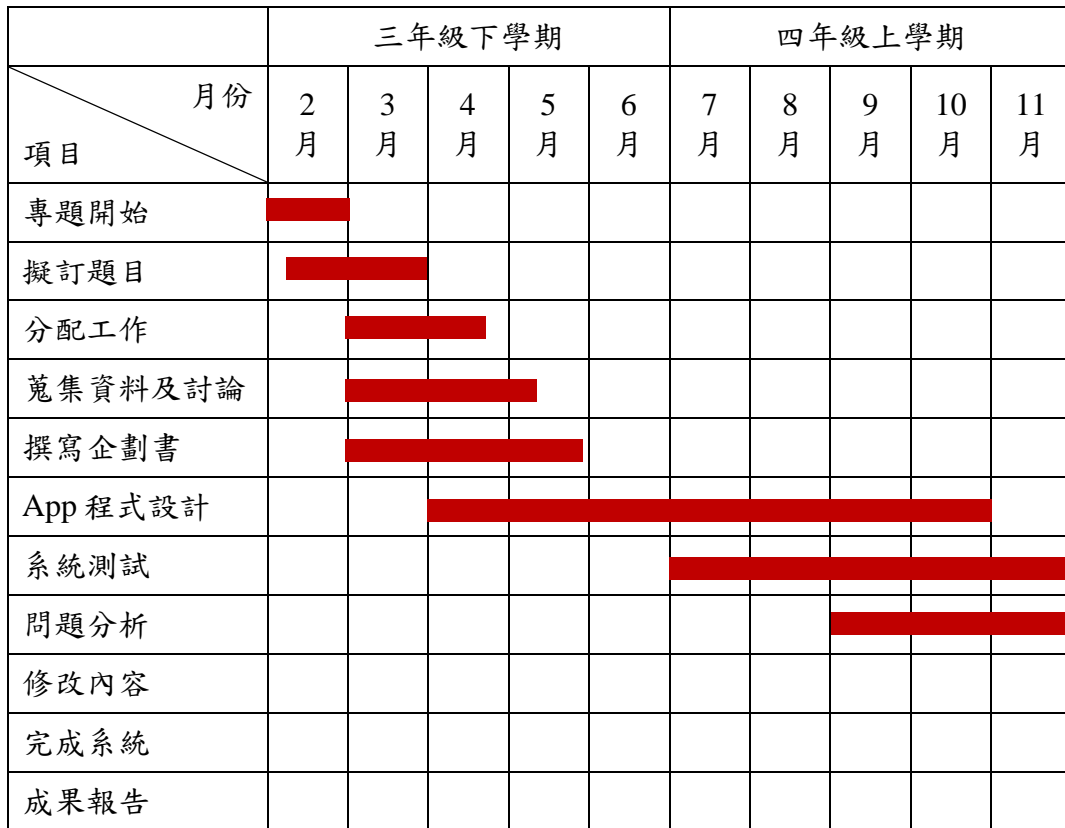 三年級下學期 四年級上學期
月份
項目
2月 3月 4月 5月 6月 7月 8月 9月 10月 11月
專題開始
擬訂題目
分配工作
蒐集資料及討論
撰寫企劃書
App 程式設計
系統測試
問題分析
修改內容
完成系統
成果報告